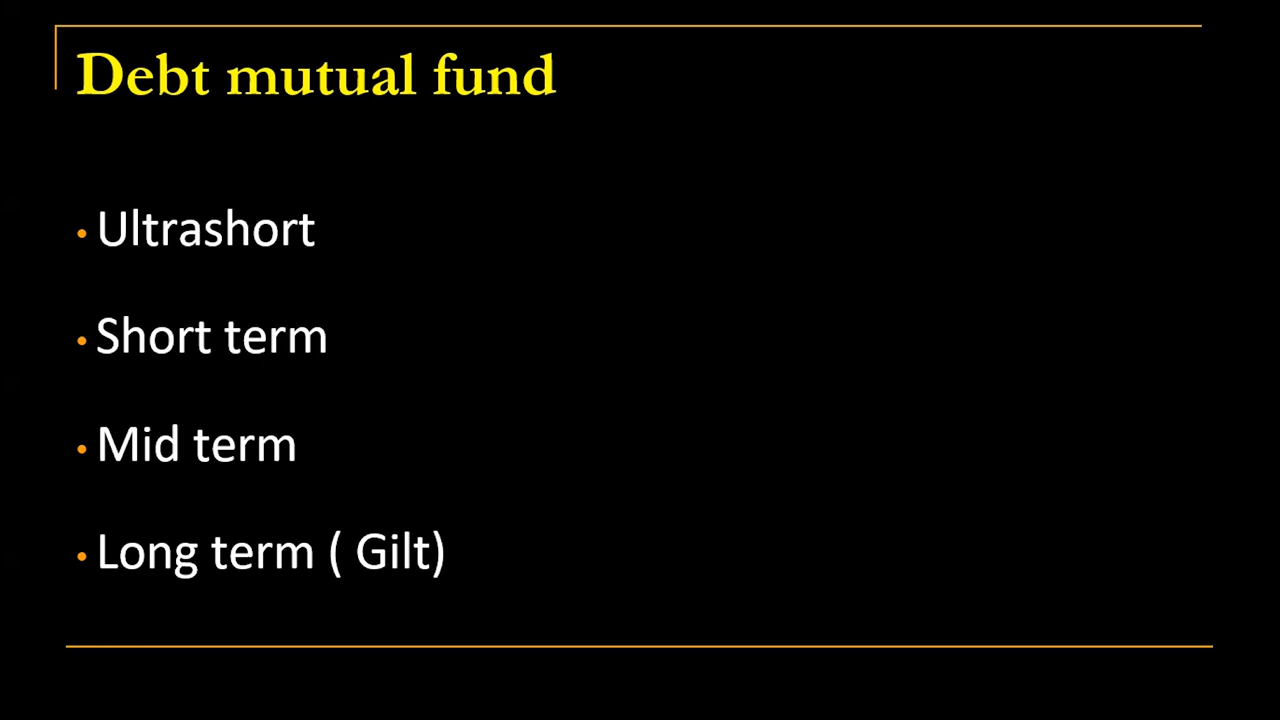 Debt mutual fund
• Ultrashort
• Short term
• Mid term
• Long term ( Gilt)